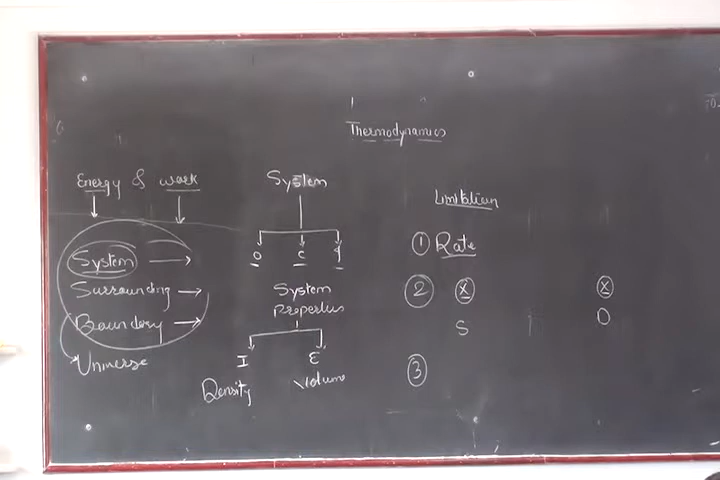 Thermodynamics
Energy & work
System
Surrounding
Boundary
Universe
System
O C I
System
properties
I E
Density Volume
Limitation
① Rate
② X X
S O
③